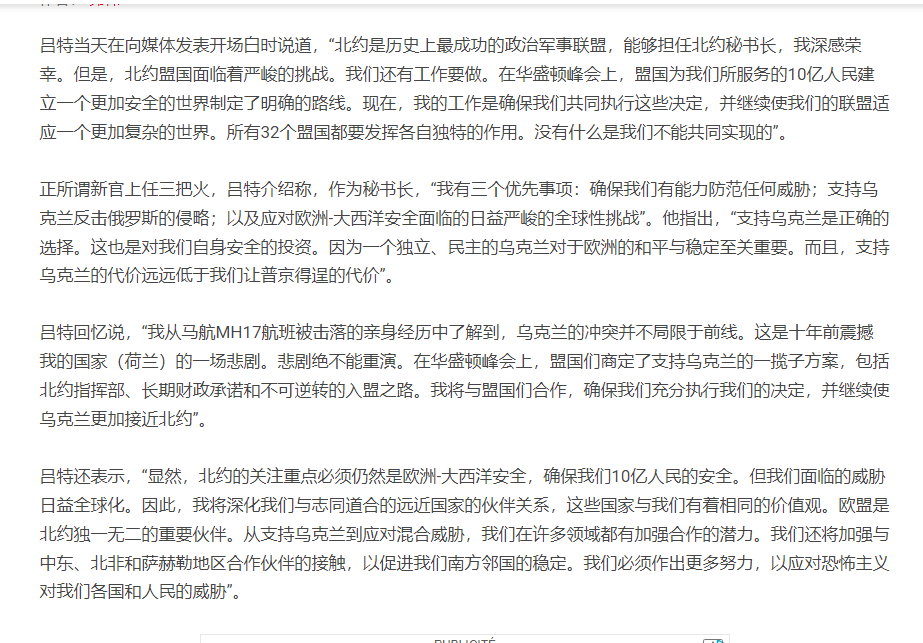 吕特当天在向媒体发表开场白时说道，“北约是历史上最成功的政治军事联盟，能够担任北约秘书长，我深感荣
幸。但是，北约盟国面临着严峻的挑战。我们还有工作要做。在华盛顿峰会上，盟国为我们所服务的10亿人民建
立一个更加安全的世界制定了明确的路线。现在，我的工作是确保我们共同执行这些决定，并继续使我们的联盟适
应一个更加复杂的世界。所有32个盟国都要发挥各自独特的作用。没有什么是我们不能共同实现的”。
正所谓新官上任三把火，吕特介绍称，作为秘书长，“我有三个优先事项：确保我们有能力防范任何威胁；支持乌
克兰反击俄罗斯的侵略；以及应对欧洲-大西洋安全面临的日益严峻的全球性挑战”。他指出，“支持乌克兰是正确的
选择。这也是对我们自身安全的投资。因为一个独立、民主的乌克兰对于欧洲的和平与稳定至关重要。而且，支持
乌克兰的代价远远低于我们让普京得逞的代价”。
吕特回忆说，“我从马航MH17航班被击落的亲身经历中了解到，乌克兰的冲突并不局限于前线。这是十年前震撼
我的国家（荷兰）的一场悲剧。悲剧绝不能重演。在华盛顿峰会上，盟国们商定了支持乌克兰的一揽子方案，包括
北约指挥部、长期财政承诺和不可逆转的入盟之路。我将与盟国们合作，确保我们充分执行我们的决定，并继续使
乌克兰更加接近北约”。
吕特还表示，“显然，北约的关注重点必须仍然是欧洲-大西洋安全，确保我们10亿人民的安全。但我们面临的威胁
日益全球化。因此，我将深化我们与志同道合的远近国家的伙伴关系，这些国家与我们有着相同的价值观。欧盟是
北约独一无二的重要伙伴。从支持乌克兰到应对混合威胁，我们在许多领域都有加强合作的潜力。我们还将加强与
中东、北非和萨赫勒地区合作伙伴的接触，以促进我们南方邻国的稳定。我们必须作出更多努力，以应对恐怖主义
对我们各国和人民的威胁”。
PUBLICITÉ